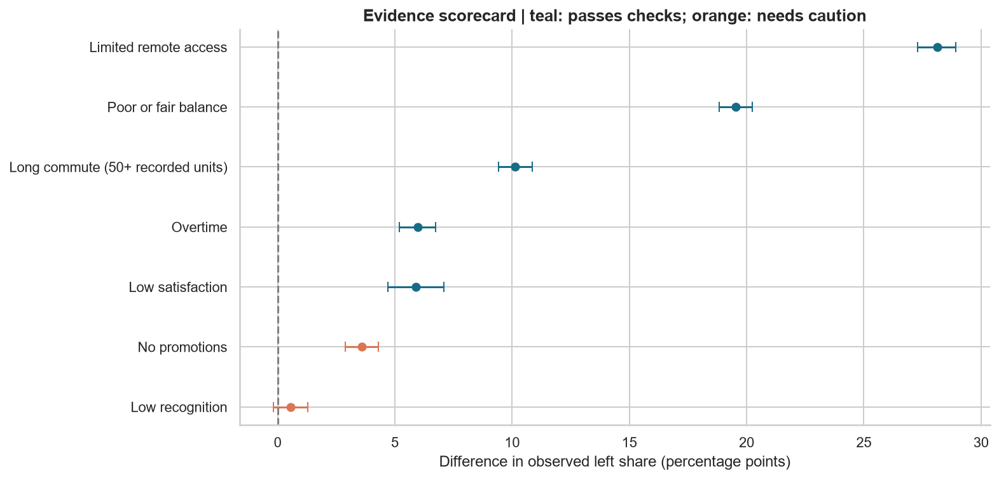 Evidence scorecard | teal: passes checks; orange: needs caution
Limited remote access
Poor or fair balance
Long commute (50+ recorded units)
Overtime
Low satisfaction
No promotions
Low recognition
0 5 10 15 20 25 30
Difference in observed left share (percentage points)